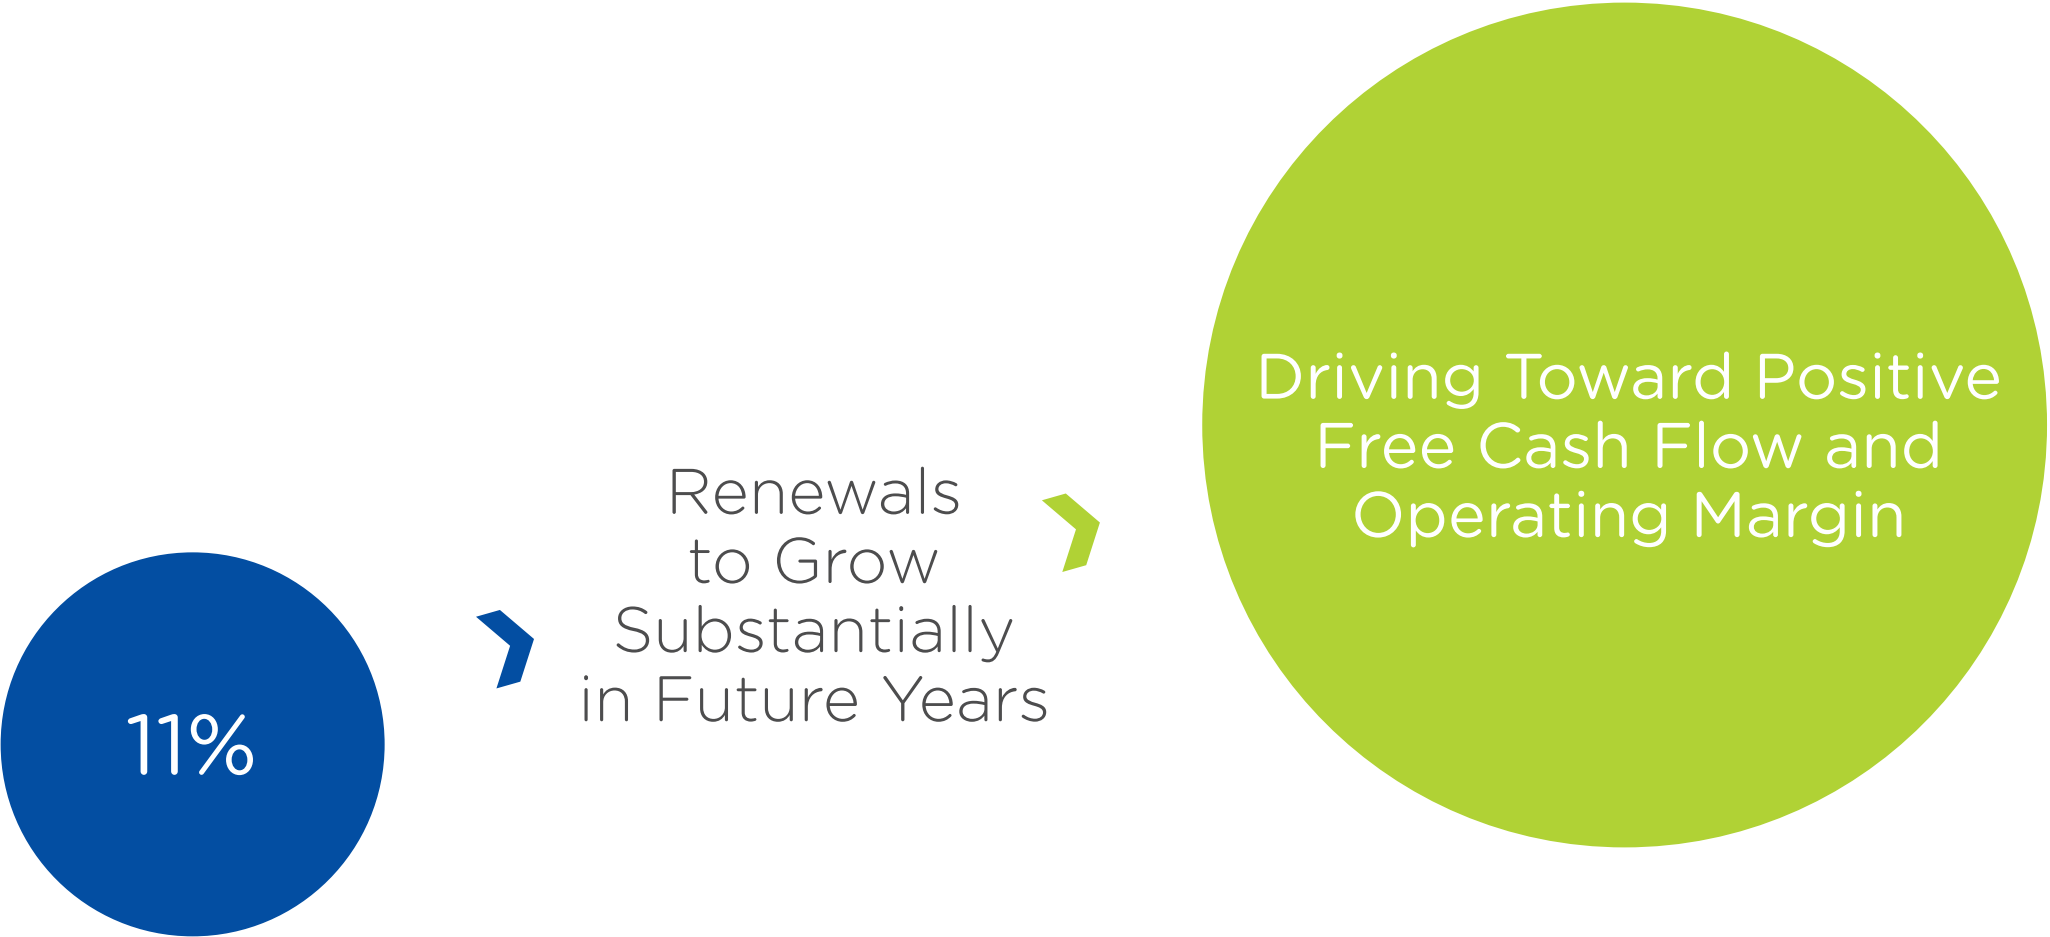 11%
Renewals
to Grow
Substantially
in Future Years
Driving Toward Positive
Free Cash Flow and
Operating Margin